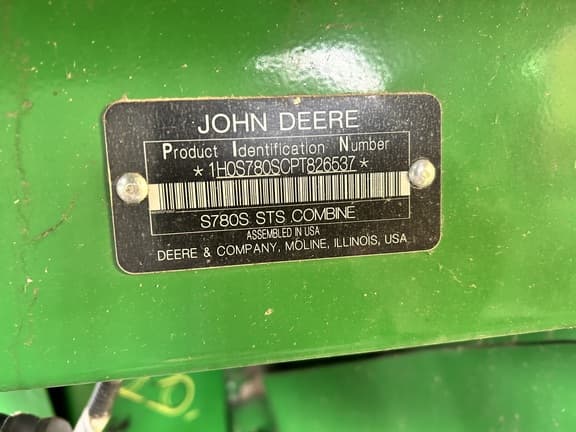 JOHN DEERE
Product Identification Number
*1H0S780SCPT826537*
S780S STS COMBINE
ASSEMBLED IN USA
DEERE & COMPANY, MOLINE, ILLINOIS, USA